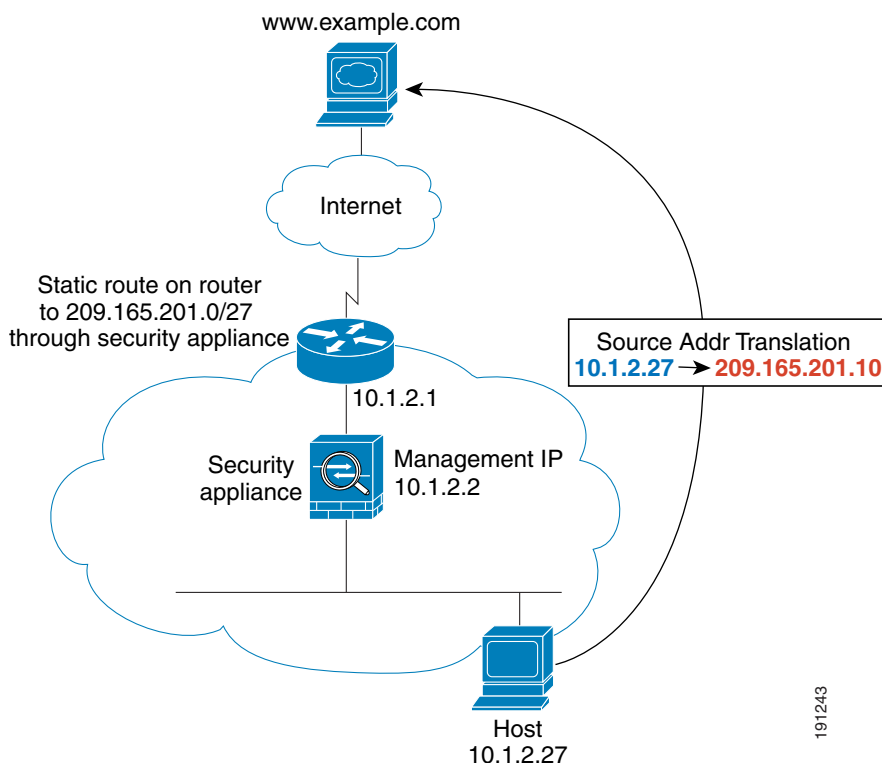 www.example.com
Internet
Static route on router
to 209.165.201.0/27
through security appliance
Source Addr Translation
10.1.2.27 209.165.201.10
10.1.2.1
Security
appliance
Management IP
10.1.2.2
Host
10.1.2.27
191243